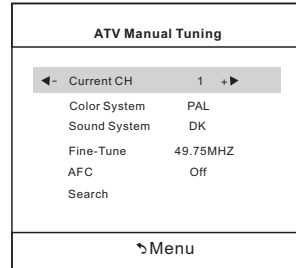 ATV Manual Tuning
◀- Current CH 1 +▶
Color System PAL
Sound System DK
Fine-Tune 49.75MHZ
AFC Off
Search
Menu